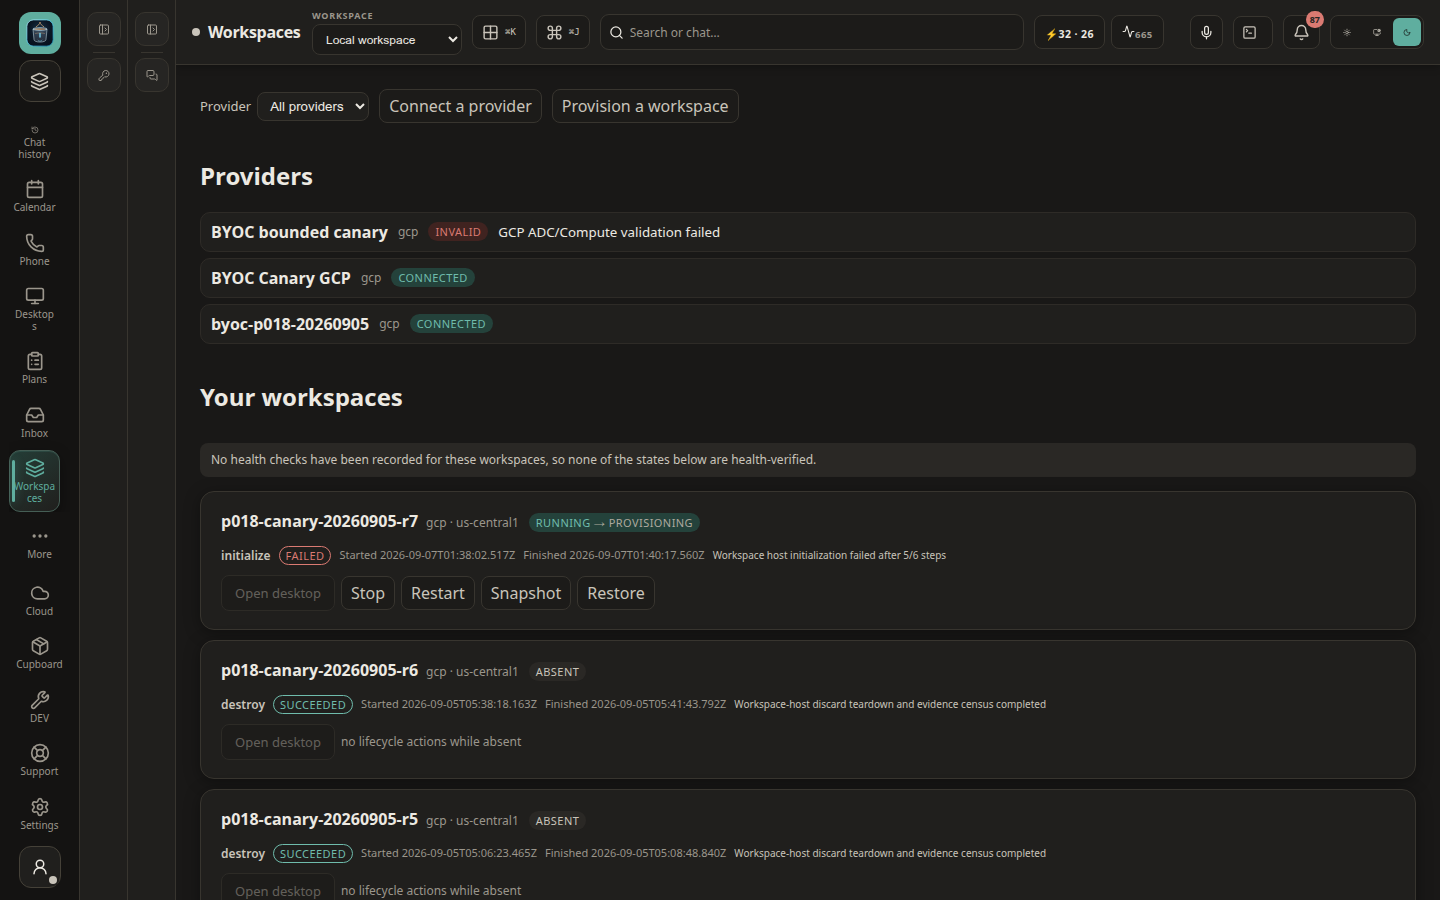 Workspaces
WORKSPACE
Local workspace
⌘K
⌘J
Search or chat...
⚡32 · 26
665
87
Chat
history
Calendar
Phone
Desktop
s
Plans
Inbox
Workspa
ces
More
Cloud
Cupboard
DEV
Support
Settings
Provider
All providers
Connect a provider
Provision a workspace
Providers
BYOC bounded canary gcp INVALID GCP ADC/Compute validation failed
BYOC Canary GCP gcp CONNECTED
byoc-p018-20260905 gcp CONNECTED
Your workspaces
No health checks have been recorded for these workspaces, so none of the states below are health-verified.
p018-canary-20260905-r7 gcp · us-central1 RUNNING → PROVISIONING
initialize FAILED Started 2026-09-07T01:38:02.517Z Finished 2026-09-07T01:40:17.560Z Workspace host initialization failed after 5/6 steps
Open desktop Stop Restart Snapshot Restore
p018-canary-20260905-r6 gcp · us-central1 ABSENT
destroy SUCCEEDED Started 2026-09-05T05:38:18.163Z Finished 2026-09-05T05:41:43.792Z Workspace-host discard teardown and evidence census completed
Open desktop no lifecycle actions while absent
p018-canary-20260905-r5 gcp · us-central1 ABSENT
destroy SUCCEEDED Started 2026-09-05T05:06:23.465Z Finished 2026-09-05T05:08:48.840Z Workspace-host discard teardown and evidence census completed
Open desktop no lifecycle actions while absent